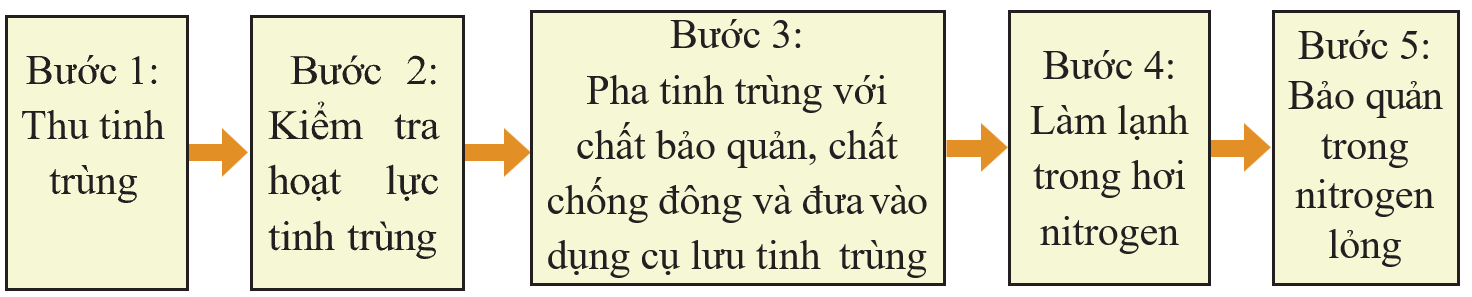 Bước 1:
Thu tinh
trùng
Bước 2:
Kiểm tra
hoạt lực
tinh trùng
Bước 3:
Pha tinh trùng với
chất bảo quản, chất
chống đông và đưa vào
dụng cụ lưu tinh trùng
Bước 4:
Làm lạnh
trong hơi
nitrogen
Bước 5:
Bảo quản
trong
nitrogen
lỏng